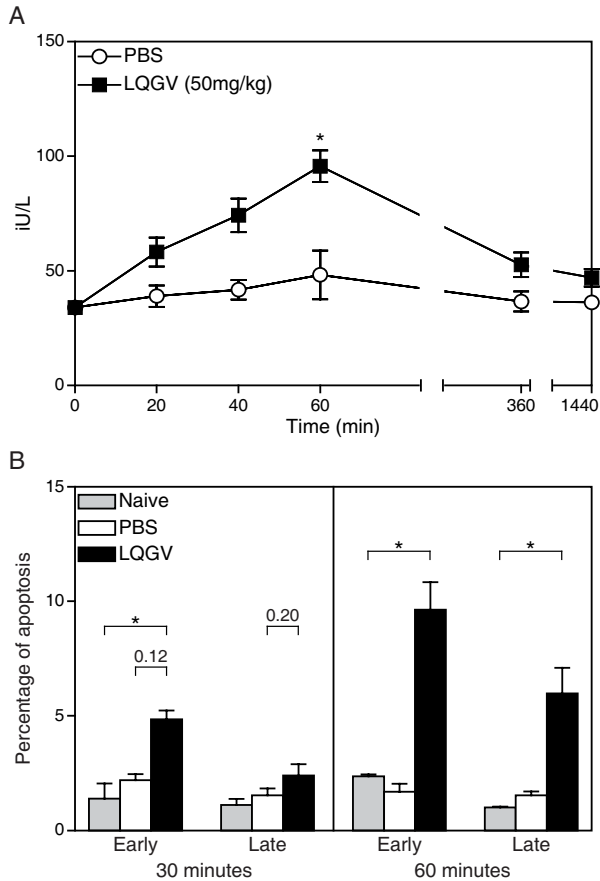 A
150
PBS
LQGV (50mg/kg)
*
100
iU/L
50
0
0 20 40 60 360 1440
Time (min)
B
15
Naive
PBS
LQGV
* *
10
Percentage of apoptosis
* 0.20
0.12
5
0
Early Late Early Late
30 minutes 60 minutes